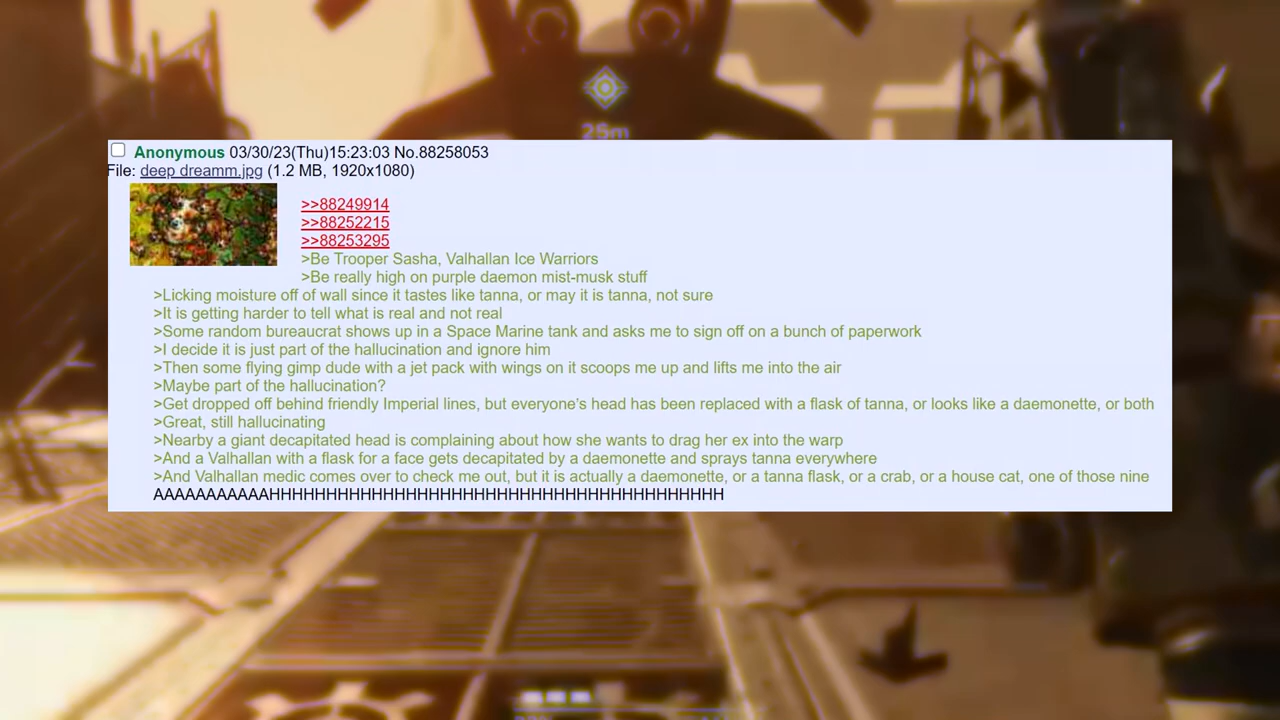 25m
Anonymous 03/30/23(Thu)15:23:03 No.88258053
File: deep dreamm.jpg (1.2 MB, 1920x1080)
>>88249914
>>88252215
>>88253295
>Be Trooper Sasha, Valhallan Ice Warriors
>Be really high on purple daemon mist-musk stuff
>Licking moisture off of wall since it tastes like tanna, or may it is tanna, not sure
>It is getting harder to tell what is real and not real
>Some random bureaucrat shows up in a Space Marine tank and asks me to sign off on a bunch of paperwork
>I decide it is just part of the hallucination and ignore him
>Then some flying gimp dude with a jet pack with wings on it scoops me up and lifts me into the air
>Maybe part of the hallucination?
>Get dropped off behind friendly Imperial lines, but everyone's head has been replaced with a flask of tanna, or looks like a daemonette, or both
>Great, still hallucinating
>Nearby a giant decapitated head is complaining about how she wants to drag her ex into the warp
>And a Valhallan with a flask for a face gets decapitated by a daemonette and sprays tanna everywhere
>And Valhallan medic comes over to check me out, but it is actually a daemonette, or a tanna flask, or a crab, or a house cat, one of those nine
AAAAAAAAAAAHHHHHHHHHHHHHHHHHHHHHHHHHHHHHHHHHHHHHHHH